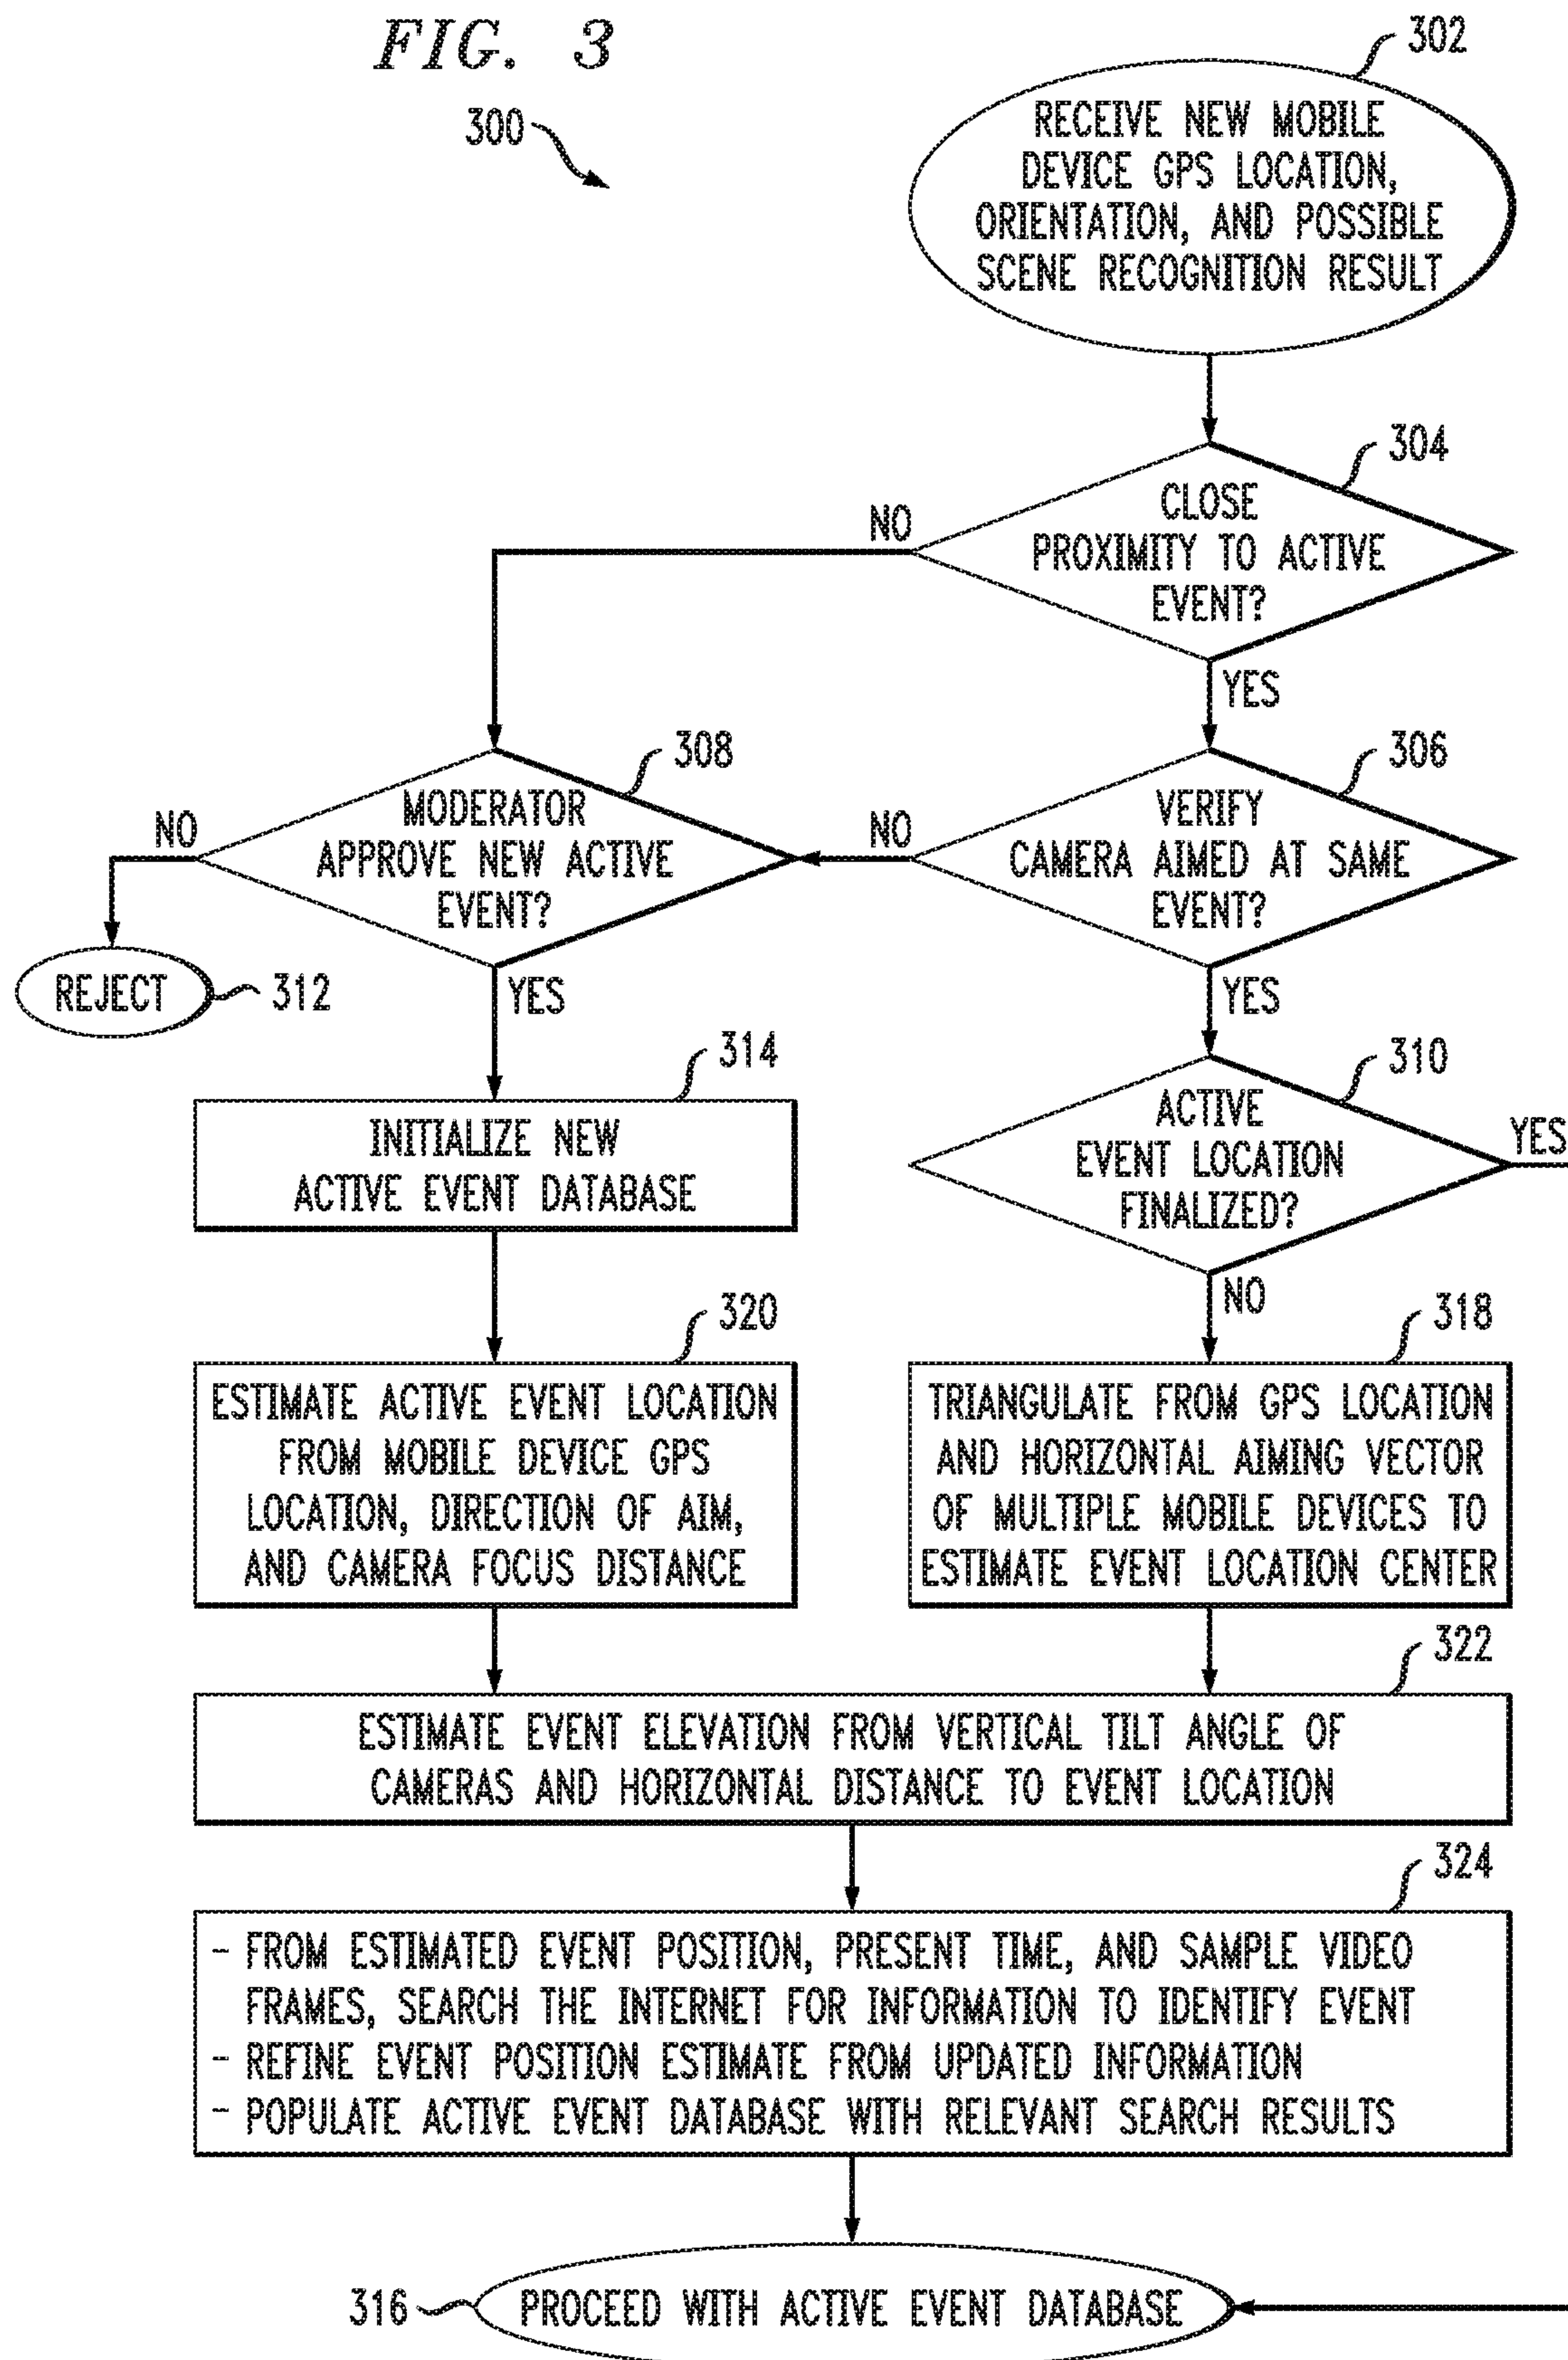 FIG. 3
300
302
RECEIVE NEW MOBILE
DEVICE GPS LOCATION,
ORIENTATION, AND POSSIBLE
SCENE RECOGNITION RESULT
304
CLOSE
PROXIMITY TO ACTIVE
EVENT?
NO
YES
308
MODERATOR
APPROVE NEW ACTIVE
EVENT?
NO
YES
306
VERIFY
CAMERA AIMED AT SAME
EVENT?
NO
YES
REJECT
312
314
INITIALIZE NEW
ACTIVE EVENT DATABASE
310
ACTIVE
EVENT LOCATION
FINALIZED?
YES
NO
320
ESTIMATE ACTIVE EVENT LOCATION
FROM MOBILE DEVICE GPS
LOCATION, DIRECTION OF AIM,
AND CAMERA FOCUS DISTANCE
318
TRIANGULATE FROM GPS LOCATION
AND HORIZONTAL AIMING VECTOR
OF MULTIPLE MOBILE DEVICES TO
ESTIMATE EVENT LOCATION CENTER
322
ESTIMATE EVENT ELEVATION FROM VERTICAL TILT ANGLE OF
CAMERAS AND HORIZONTAL DISTANCE TO EVENT LOCATION
324
- FROM ESTIMATED EVENT POSITION, PRESENT TIME, AND SAMPLE VIDEO
FRAMES, SEARCH THE INTERNET FOR INFORMATION TO IDENTIFY EVENT
- REFINE EVENT POSITION ESTIMATE FROM UPDATED INFORMATION
- POPULATE ACTIVE EVENT DATABASE WITH RELEVANT SEARCH RESULTS
316
PROCEED WITH ACTIVE EVENT DATABASE